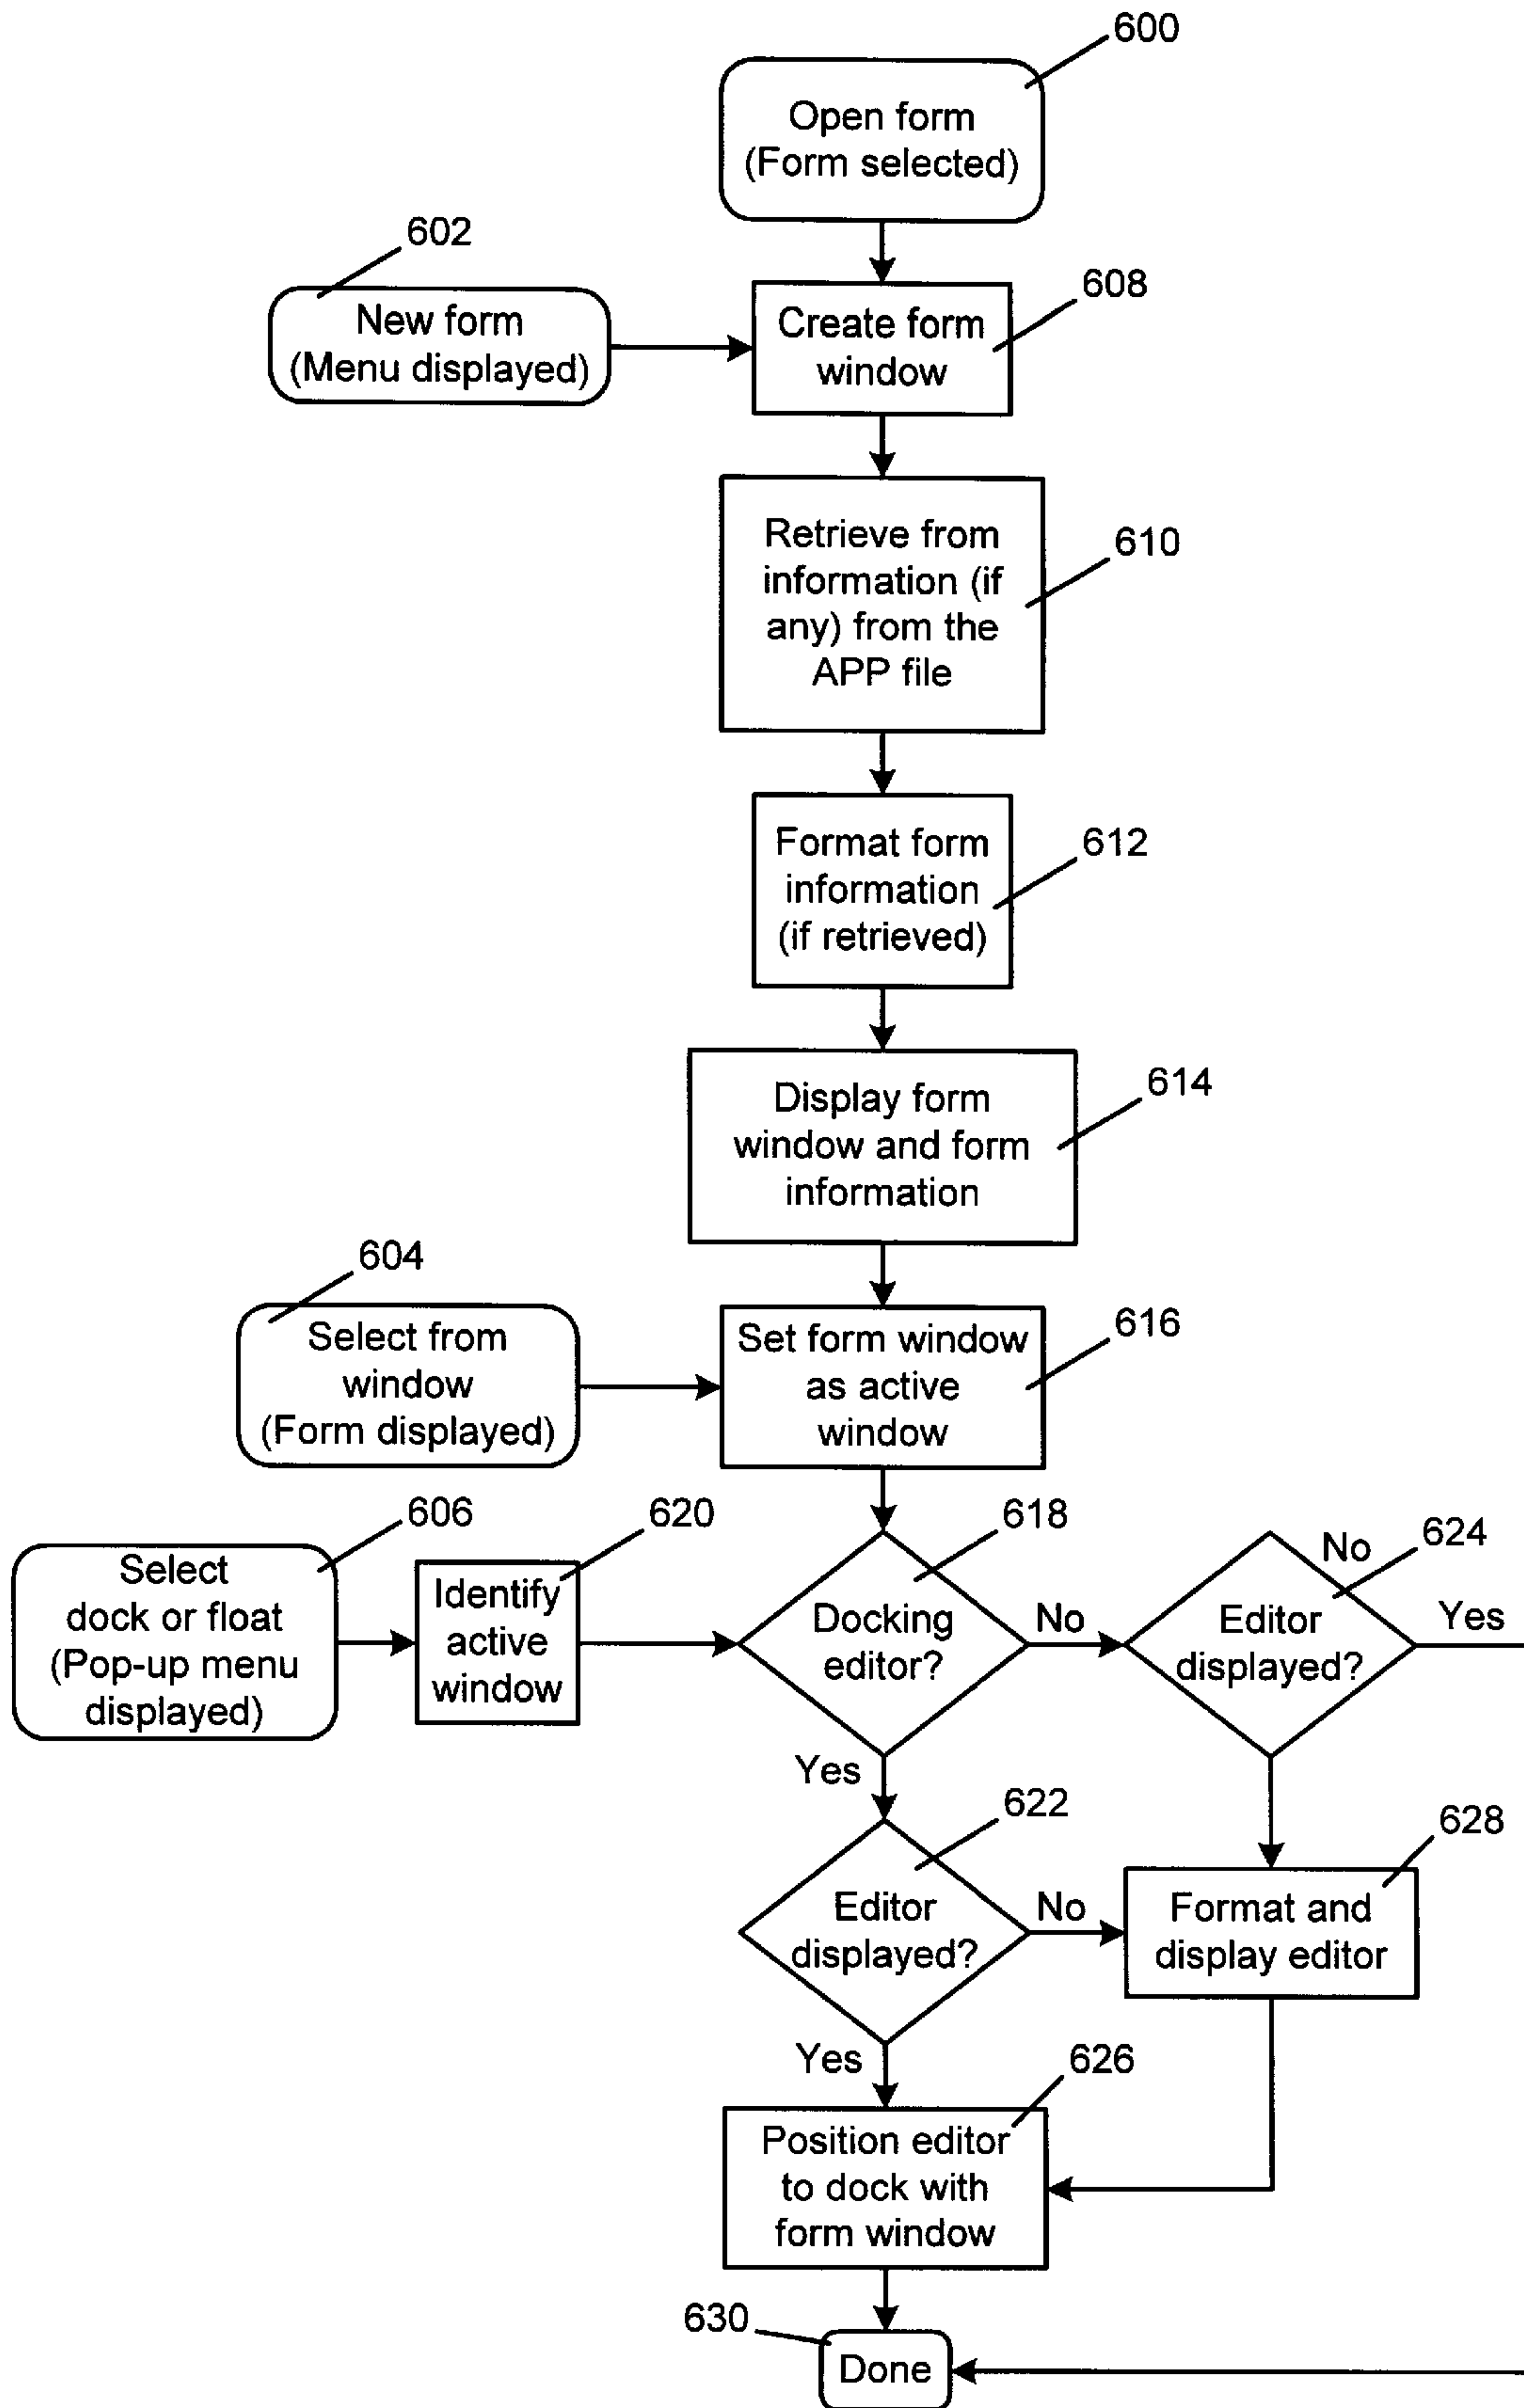 600
Open form
(Form selected)
602
New form
(Menu displayed)
608
Create form
window
610
Retrieve from
information (if
any) from the
APP file
612
Format form
information
(if retrieved)
614
Display form
window and form
information
604
Select from
window
(Form displayed)
616
Set form window
as active
window
606
Select
dock or float
(Pop-up menu
displayed)
620
Identify
active
window
618
Docking
editor?
No
624
No
Editor
displayed?
Yes
Yes
622
Editor
displayed?
No
628
Format and
display editor
Yes
626
Position editor
to dock with
form window
630
Done